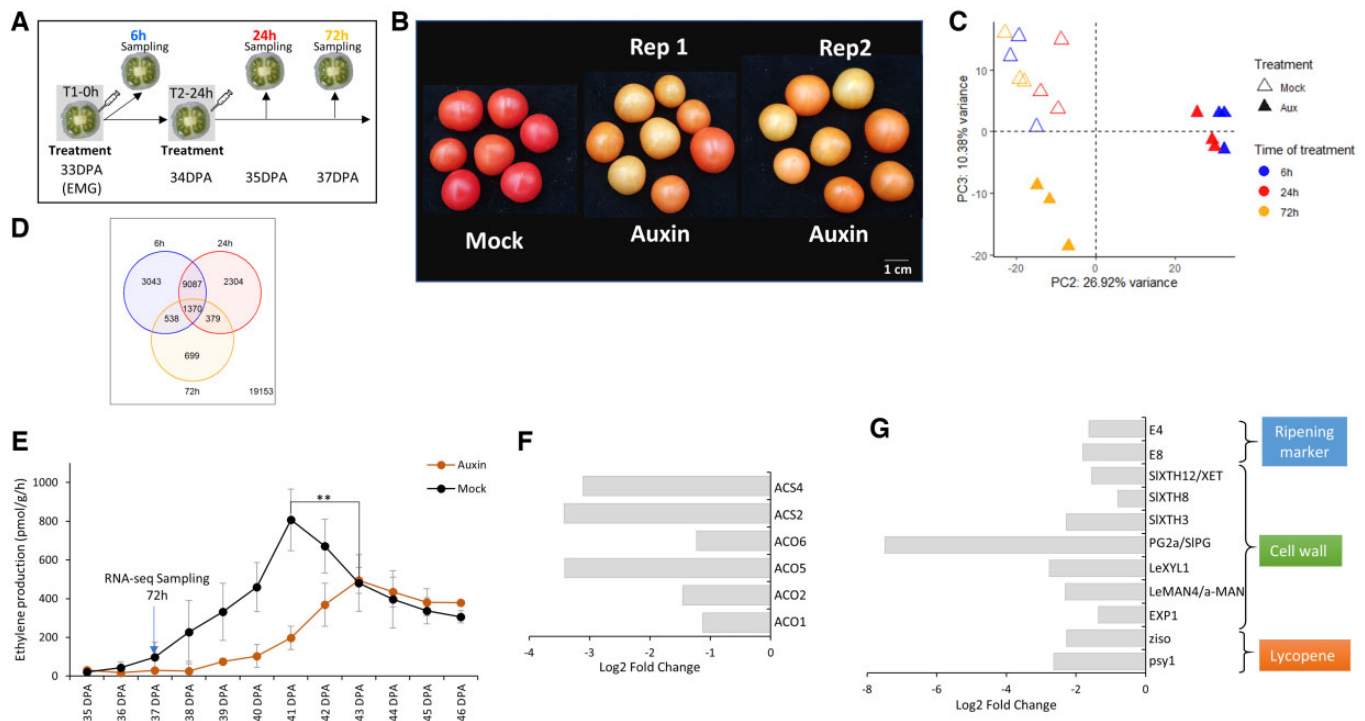 A
6h
Sampling
24h
Sampling
72h
Sampling
T1-0h
T2-24h
Treatment
33DPA
(EMG)
Treatment
34DPA
35DPA
37DPA
B
Rep 1
Rep2
Mock
Auxin
Auxin
1 cm
C
PC3: 10.38% variance
10
0
-10
-20
-20
0
20
PC2: 26.92% variance
Treatment
Mock
Aux
Time of treatment
6h
24h
72h
D
6h
24h
3043
9087
2304
1370
538
379
699
72h
19153
E
Auxin
Mock
Ethylene production (pmol/g/h)
1000
800
600
400
200
0
RNA-seq Sampling
72h
**
35 DPA
36 DPA
37 DPA
38 DPA
39 DPA
40 DPA
41 DPA
42 DPA
43 DPA
44 DPA
45 DPA
46 DPA
F
ACS4
ACS2
ACO6
ACO5
ACO2
ACO1
-4
-3
-2
-1
0
Log2 Fold Change
G
E4
E8
SlXTH12/XET
SlXTH8
SlXTH3
PG2a/SlPG
LeXYL1
LeMAN4/a-MAN
EXP1
ziso
psy1
-8
-6
-4
-2
0
Log2 Fold Change
Ripening
marker
Cell wall
Lycopene